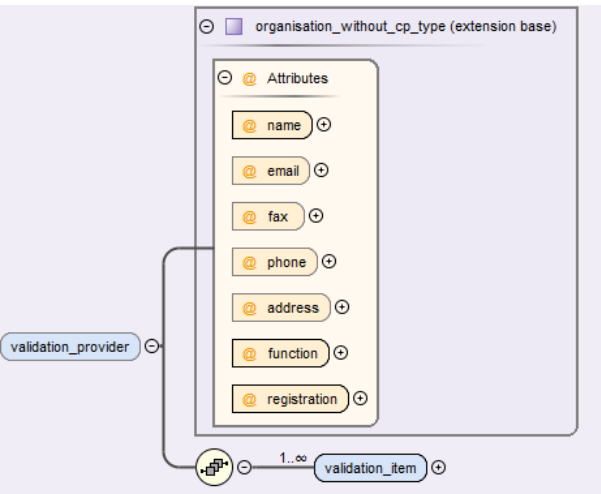 organisation_without_cp_type (extension base)
@ Attributes
@ name
@ email
@ fax
@ phone
@ address
validation_provider
@ function
@ registration
1..∞
validation_item